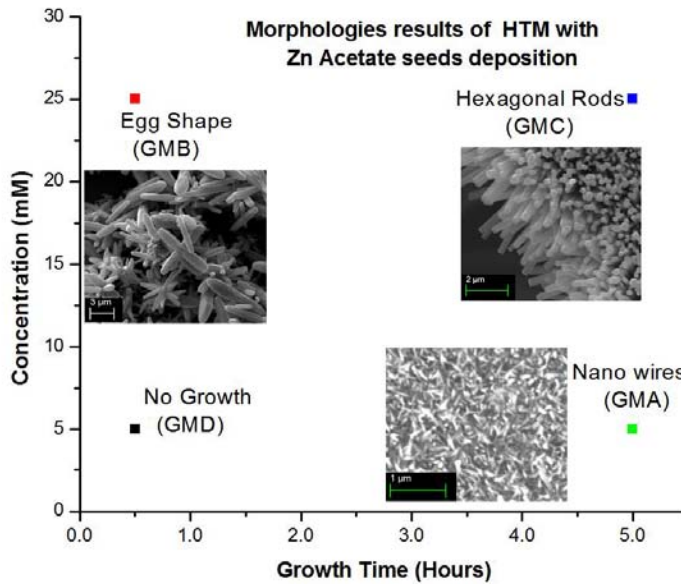 Morphologies results of HTM with
Zn Acetate seeds deposition
30
25
20
15
10
5
0
Concentration (mM)
Egg Shape
(GMB)
Hexagonal Rods
(GMC)
3 µm
2 µm
No Growth
(GMD)
Nano wires
(GMA)
1 µm
0.0 1.0 2.0 3.0 4.0 5.0
Growth Time (Hours)